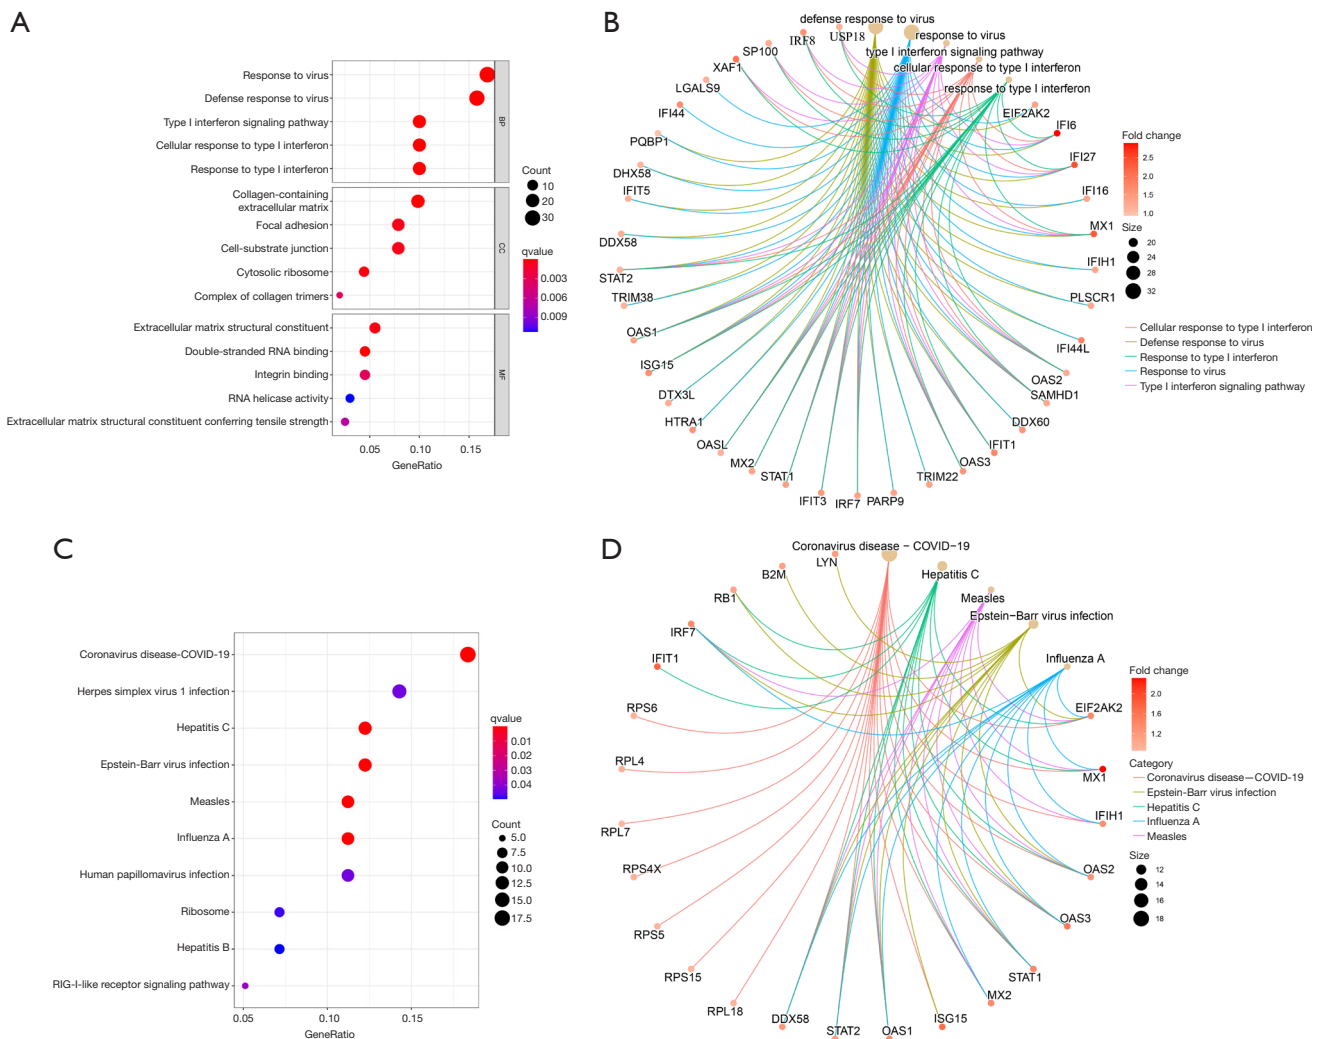 A
Response to virus
Defense response to virus
Type I interferon signaling pathway
Cellular response to type I interferon
Response to type I interferon
Collagen-containing
extracellular matrix
Focal adhesion
Cell-substrate junction
Cytosolic ribosome
Complex of collagen trimers
Extracellular matrix structural constituent
Double-stranded RNA binding
Integrin binding
RNA helicase activity
Extracellular matrix structural constituent conferring tensile strength
BP
CC
MF
0.05
0.10
0.15
GeneRatio
Count
10
20
30
qvalue
0.003
0.006
0.009
B
defense response to virus
response to virus
type I interferon signaling pathway
cellular response to type I interferon
response to type I interferon
USP18
IRF8
SP100
XAF1
LGALS9
IFI44
PQBP1
DHX58
IFIT5
DDX58
STAT2
TRIM38
OAS1
ISG15
DTX3L
HTRA1
OASL
MX2
STAT1
IFIT3
IRF7
PARP9
TRIM22
OAS3
IFIT1
DDX60
SAMHD1
OAS2
IFI44L
PLSCR1
IFIH1
MX1
IFI16
IFI27
IFI6
EIF2AK2
Fold change
2.5
2.0
1.5
1.0
Size
20
24
28
32
Cellular response to type I interferon
Defense response to virus
Response to type I interferon
Response to virus
Type I interferon signaling pathway
C
Coronavirus disease-COVID-19
Herpes simplex virus 1 infection
Hepatitis C
Epstein-Barr virus infection
Measles
Influenza A
Human papillomavirus infection
Ribosome
Hepatitis B
RIG-I-like receptor signaling pathway
0.05
0.10
0.15
GeneRatio
qvalue
0.01
0.02
0.03
0.04
Count
5.0
7.5
10.0
12.5
15.0
17.5
D
Coronavirus disease − COVID−19
Hepatitis C
Measles
Epstein−Barr virus infection
Influenza A
LYN
B2M
RB1
IRF7
IFIT1
RPS6
RPL4
RPL7
RPS4X
RPS5
RPS15
RPL18
DDX58
STAT2
OAS1
ISG15
MX2
STAT1
OAS3
OAS2
IFIH1
MX1
EIF2AK2
Fold change
2.0
1.6
1.2
Category
Coronavirus disease—COVID-19
Epstein-Barr virus infection
Hepatitis C
Influenza A
Measles
Size
12
14
16
18